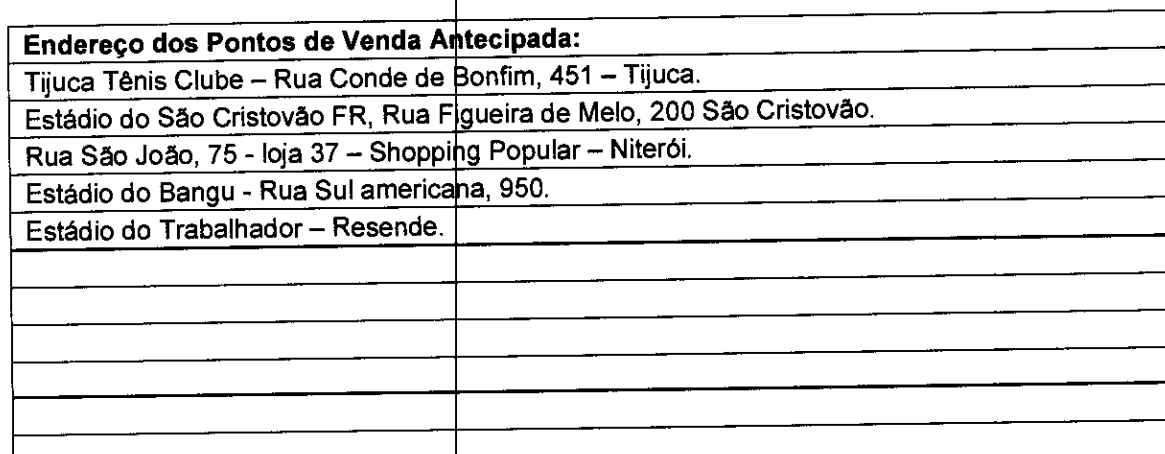 Endereço dos Pontos de Venda Antecipada:
Tijuca Tênis Clube – Rua Conde de Bonfim, 451 – Tijuca.
Estádio do São Cristovão FR, Rua Figueira de Melo, 200 São Cristovão.
Rua São João, 75 - loja 37 – Shopping Popular – Niterói.
Estádio do Bangu - Rua Sul americana, 950.
Estádio do Trabalhador – Resende.